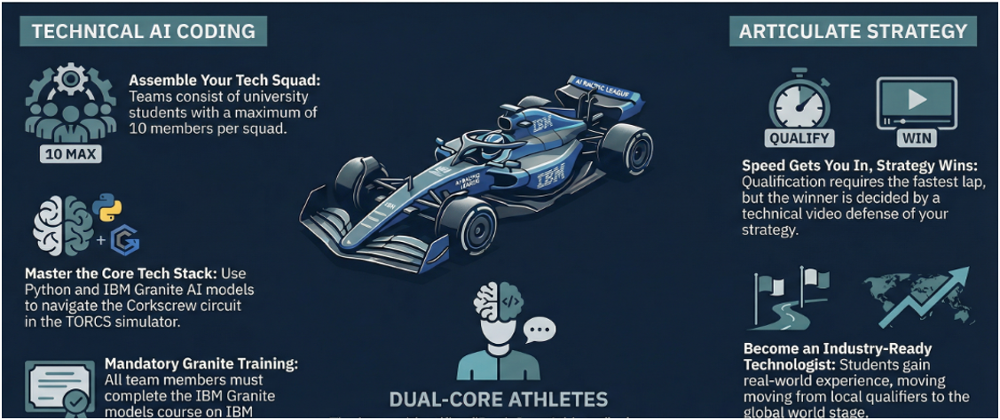 TECHNICAL AI CODING
10 MAX
Assemble Your Tech Squad:
Teams consist of university
students with a maximum of
10 members per squad.
Master the Core Tech Stack: Use
Python and IBM Granite AI models
to navigate the Corkscrew circuit
in the TORCS simulator.
Mandatory Granite Training:
All team members must
complete the IBM Granite
models course on IBM
AI BALTIC LEAGUE
AI BALTIC
LEAGUE
IBM
</>
DUAL-CORE ATHLETES
ARTICULATE STRATEGY
QUALIFY
WIN
Speed Gets You In, Strategy Wins:
Qualification requires the fastest lap,
but the winner is decided by a
technical video defense of your
strategy.
Become an Industry-Ready
Technologist: Students gain
real-world experience, moving
moving from local qualifiers to the
global world stage.